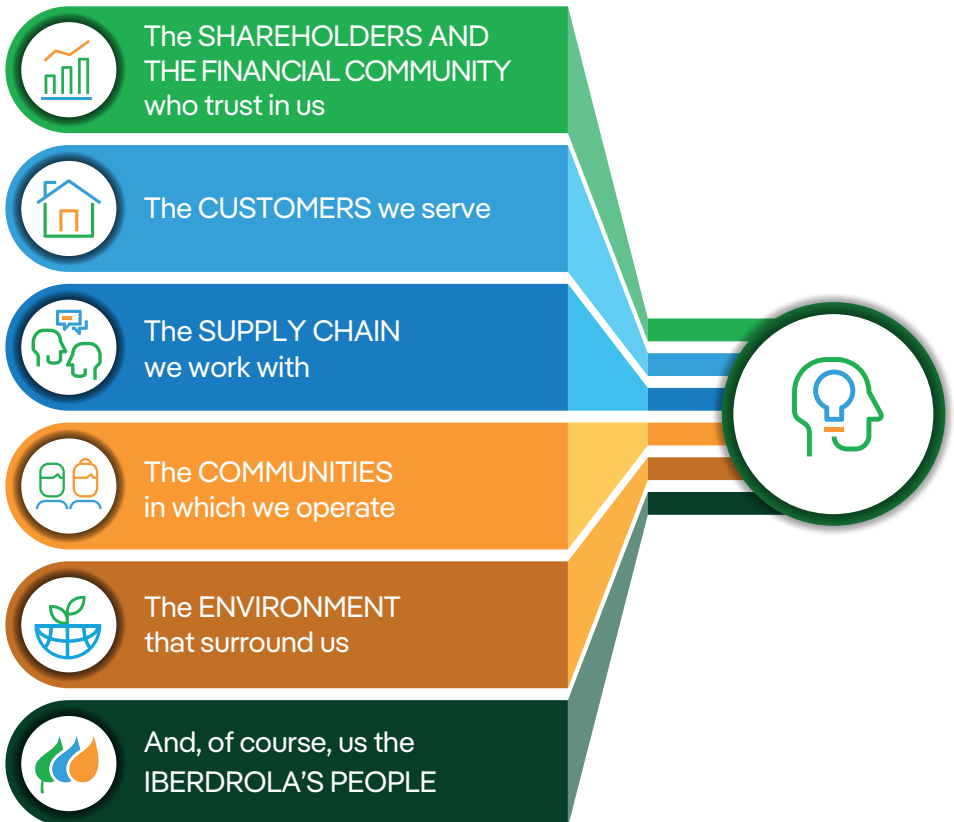 The SHAREHOLDERS AND
THE FINANCIAL COMMUNITY
who trust in us
The CUSTOMERS we serve
The SUPPLY CHAIN
we work with
The COMMUNITIES
in which we operate
The ENVIRONMENT
that surround us
And, of course, us the
IBERDROLA'S PEOPLE